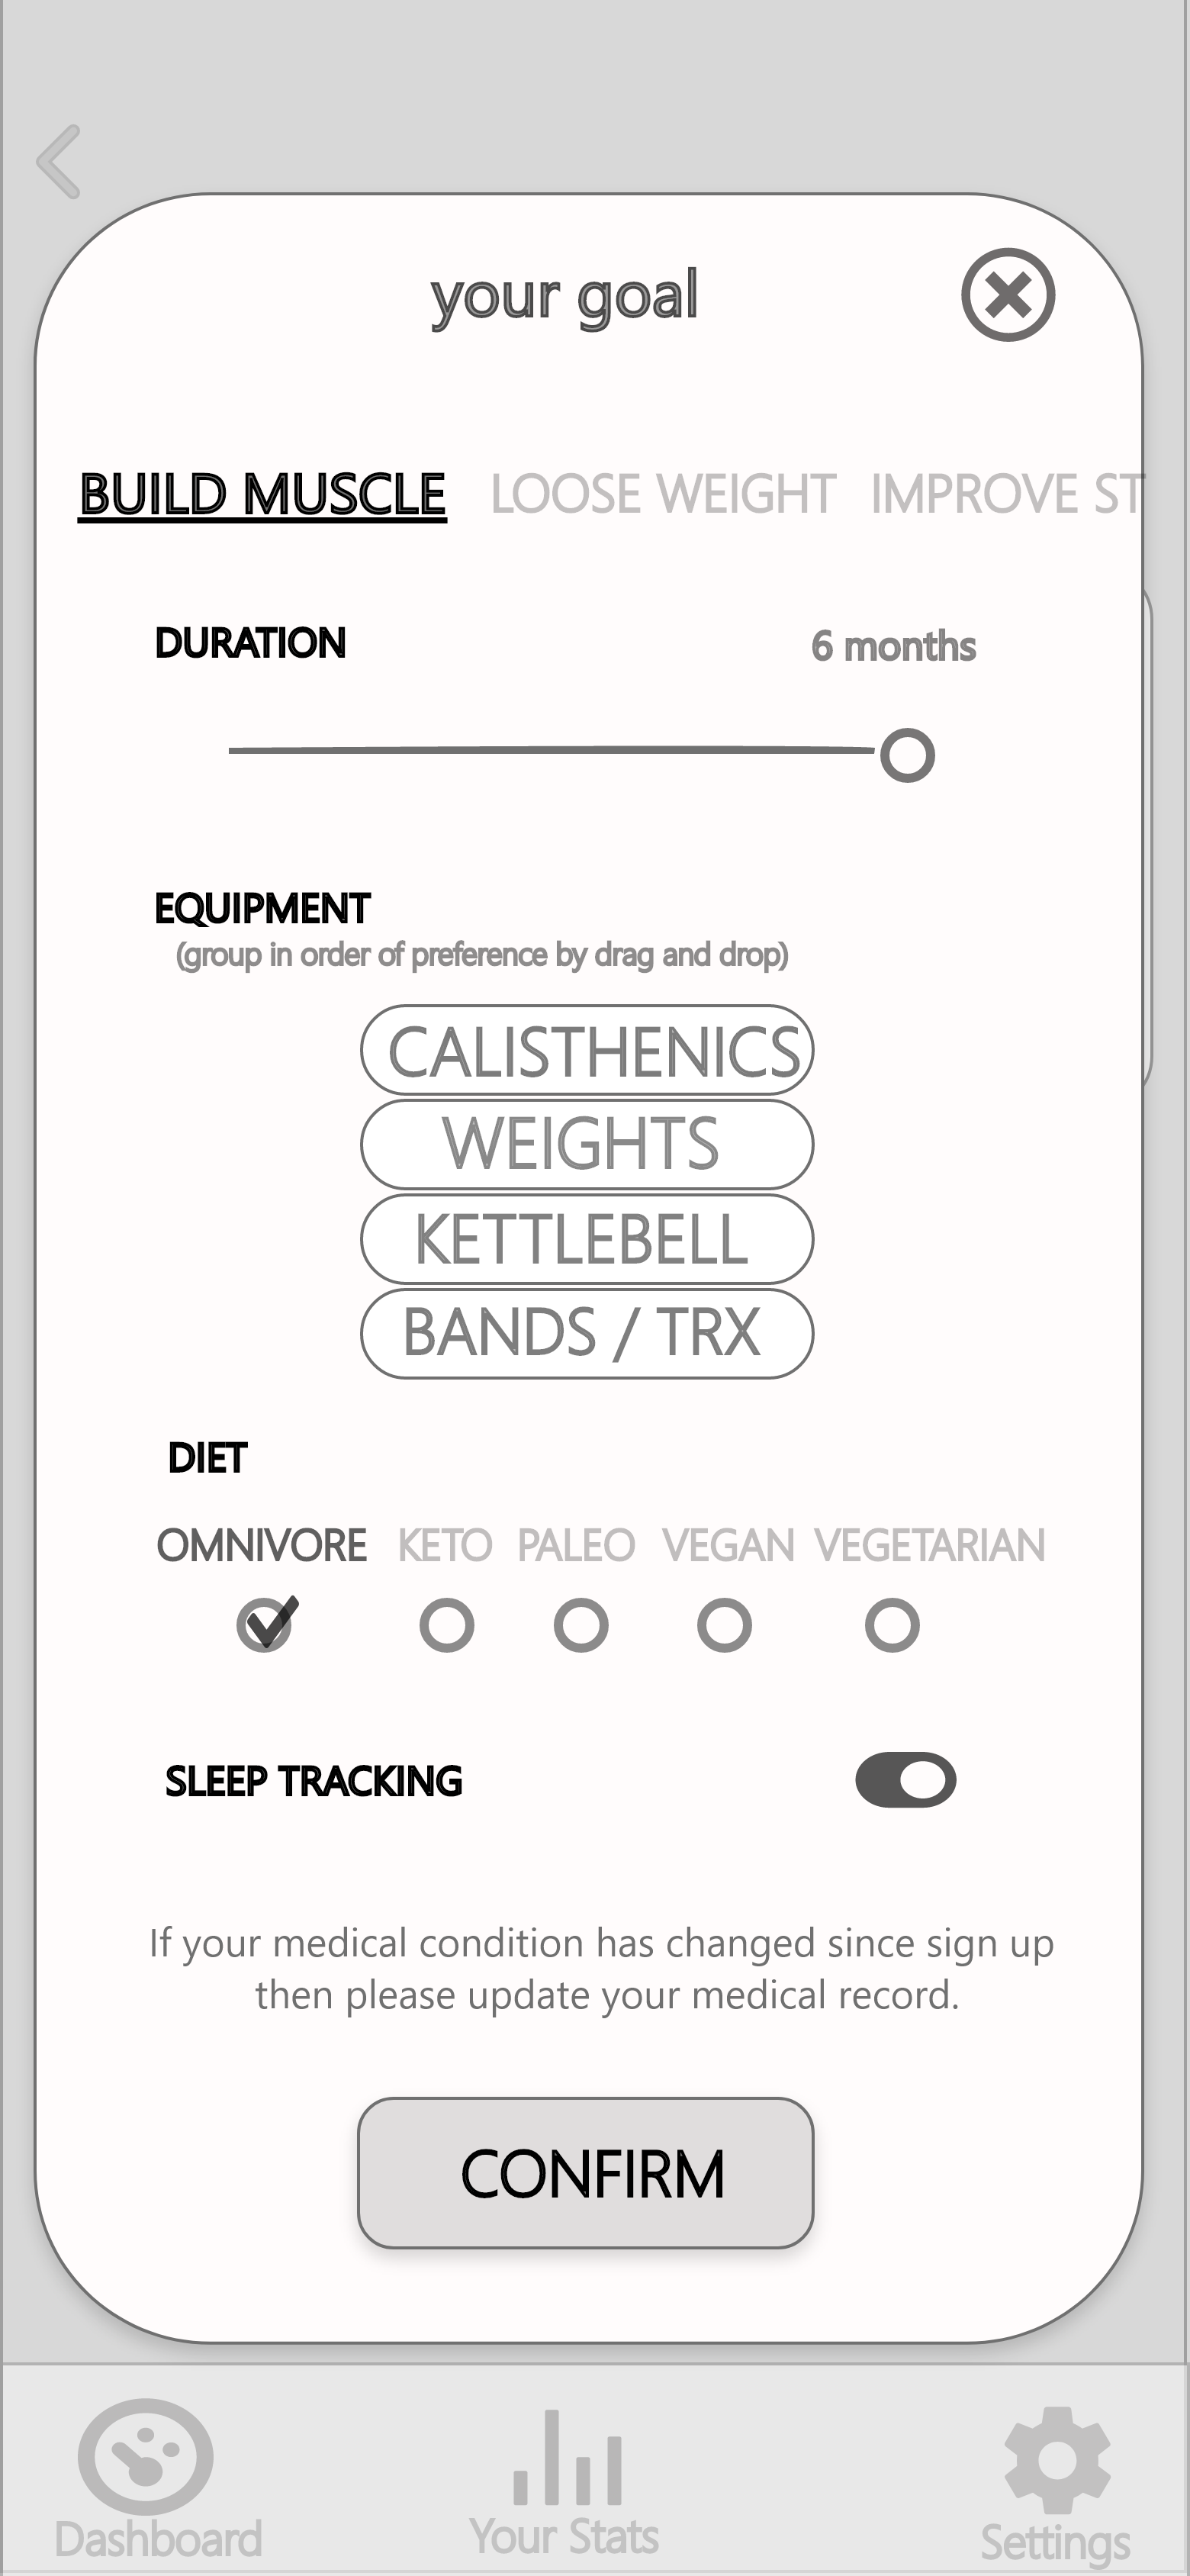 your goal
BUILD MUSCLE LOOSE WEIGHT IMPROVE ST
DURATION 6 months
EQUIPMENT
(group in order of preference by drag and drop)
CALISTHENICS
WEIGHTS
KETTLEBELL
BANDS / TRX
DIET
OMNIVORE KETO PALEO VEGAN VEGETARIAN
SLEEP TRACKING
If your medical condition has changed since sign up
then please update your medical record.
CONFIRM
Dashboard Your Stats Settings